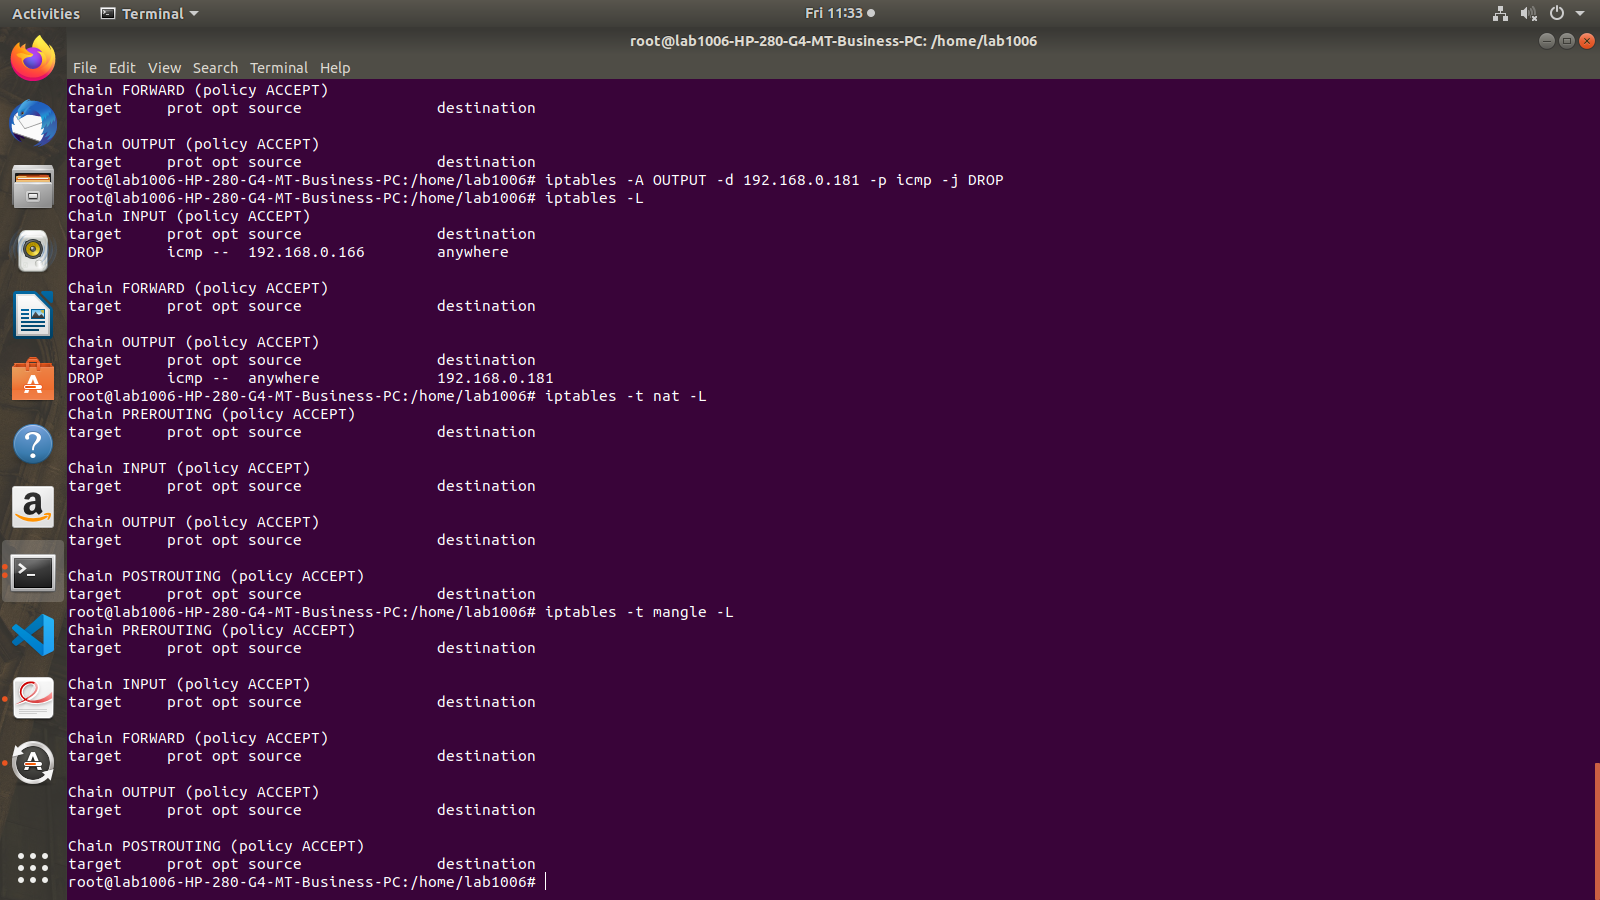 Activities Terminal Fri 11:33
root@lab1006-HP-280-G4-MT-Business-PC: /home/lab1006
File Edit View Search Terminal Help
Chain FORWARD (policy ACCEPT)
target     prot opt source               destination

Chain OUTPUT (policy ACCEPT)
target     prot opt source               destination
root@lab1006-HP-280-G4-MT-Business-PC:/home/lab1006# iptables -A OUTPUT -d 192.168.0.181 -p icmp -j DROP
root@lab1006-HP-280-G4-MT-Business-PC:/home/lab1006# iptables -L
Chain INPUT (policy ACCEPT)
target     prot opt source               destination
DROP       icmp --  192.168.0.166        anywhere

Chain FORWARD (policy ACCEPT)
target     prot opt source               destination

Chain OUTPUT (policy ACCEPT)
target     prot opt source               destination
DROP       icmp --  anywhere             192.168.0.181
root@lab1006-HP-280-G4-MT-Business-PC:/home/lab1006# iptables -t nat -L
Chain PREROUTING (policy ACCEPT)
target     prot opt source               destination

Chain INPUT (policy ACCEPT)
target     prot opt source               destination

Chain OUTPUT (policy ACCEPT)
target     prot opt source               destination

Chain POSTROUTING (policy ACCEPT)
target     prot opt source               destination
root@lab1006-HP-280-G4-MT-Business-PC:/home/lab1006# iptables -t mangle -L
Chain PREROUTING (policy ACCEPT)
target     prot opt source               destination

Chain INPUT (policy ACCEPT)
target     prot opt source               destination

Chain FORWARD (policy ACCEPT)
target     prot opt source               destination

Chain OUTPUT (policy ACCEPT)
target     prot opt source               destination

Chain POSTROUTING (policy ACCEPT)
target     prot opt source               destination
root@lab1006-HP-280-G4-MT-Business-PC:/home/lab1006#